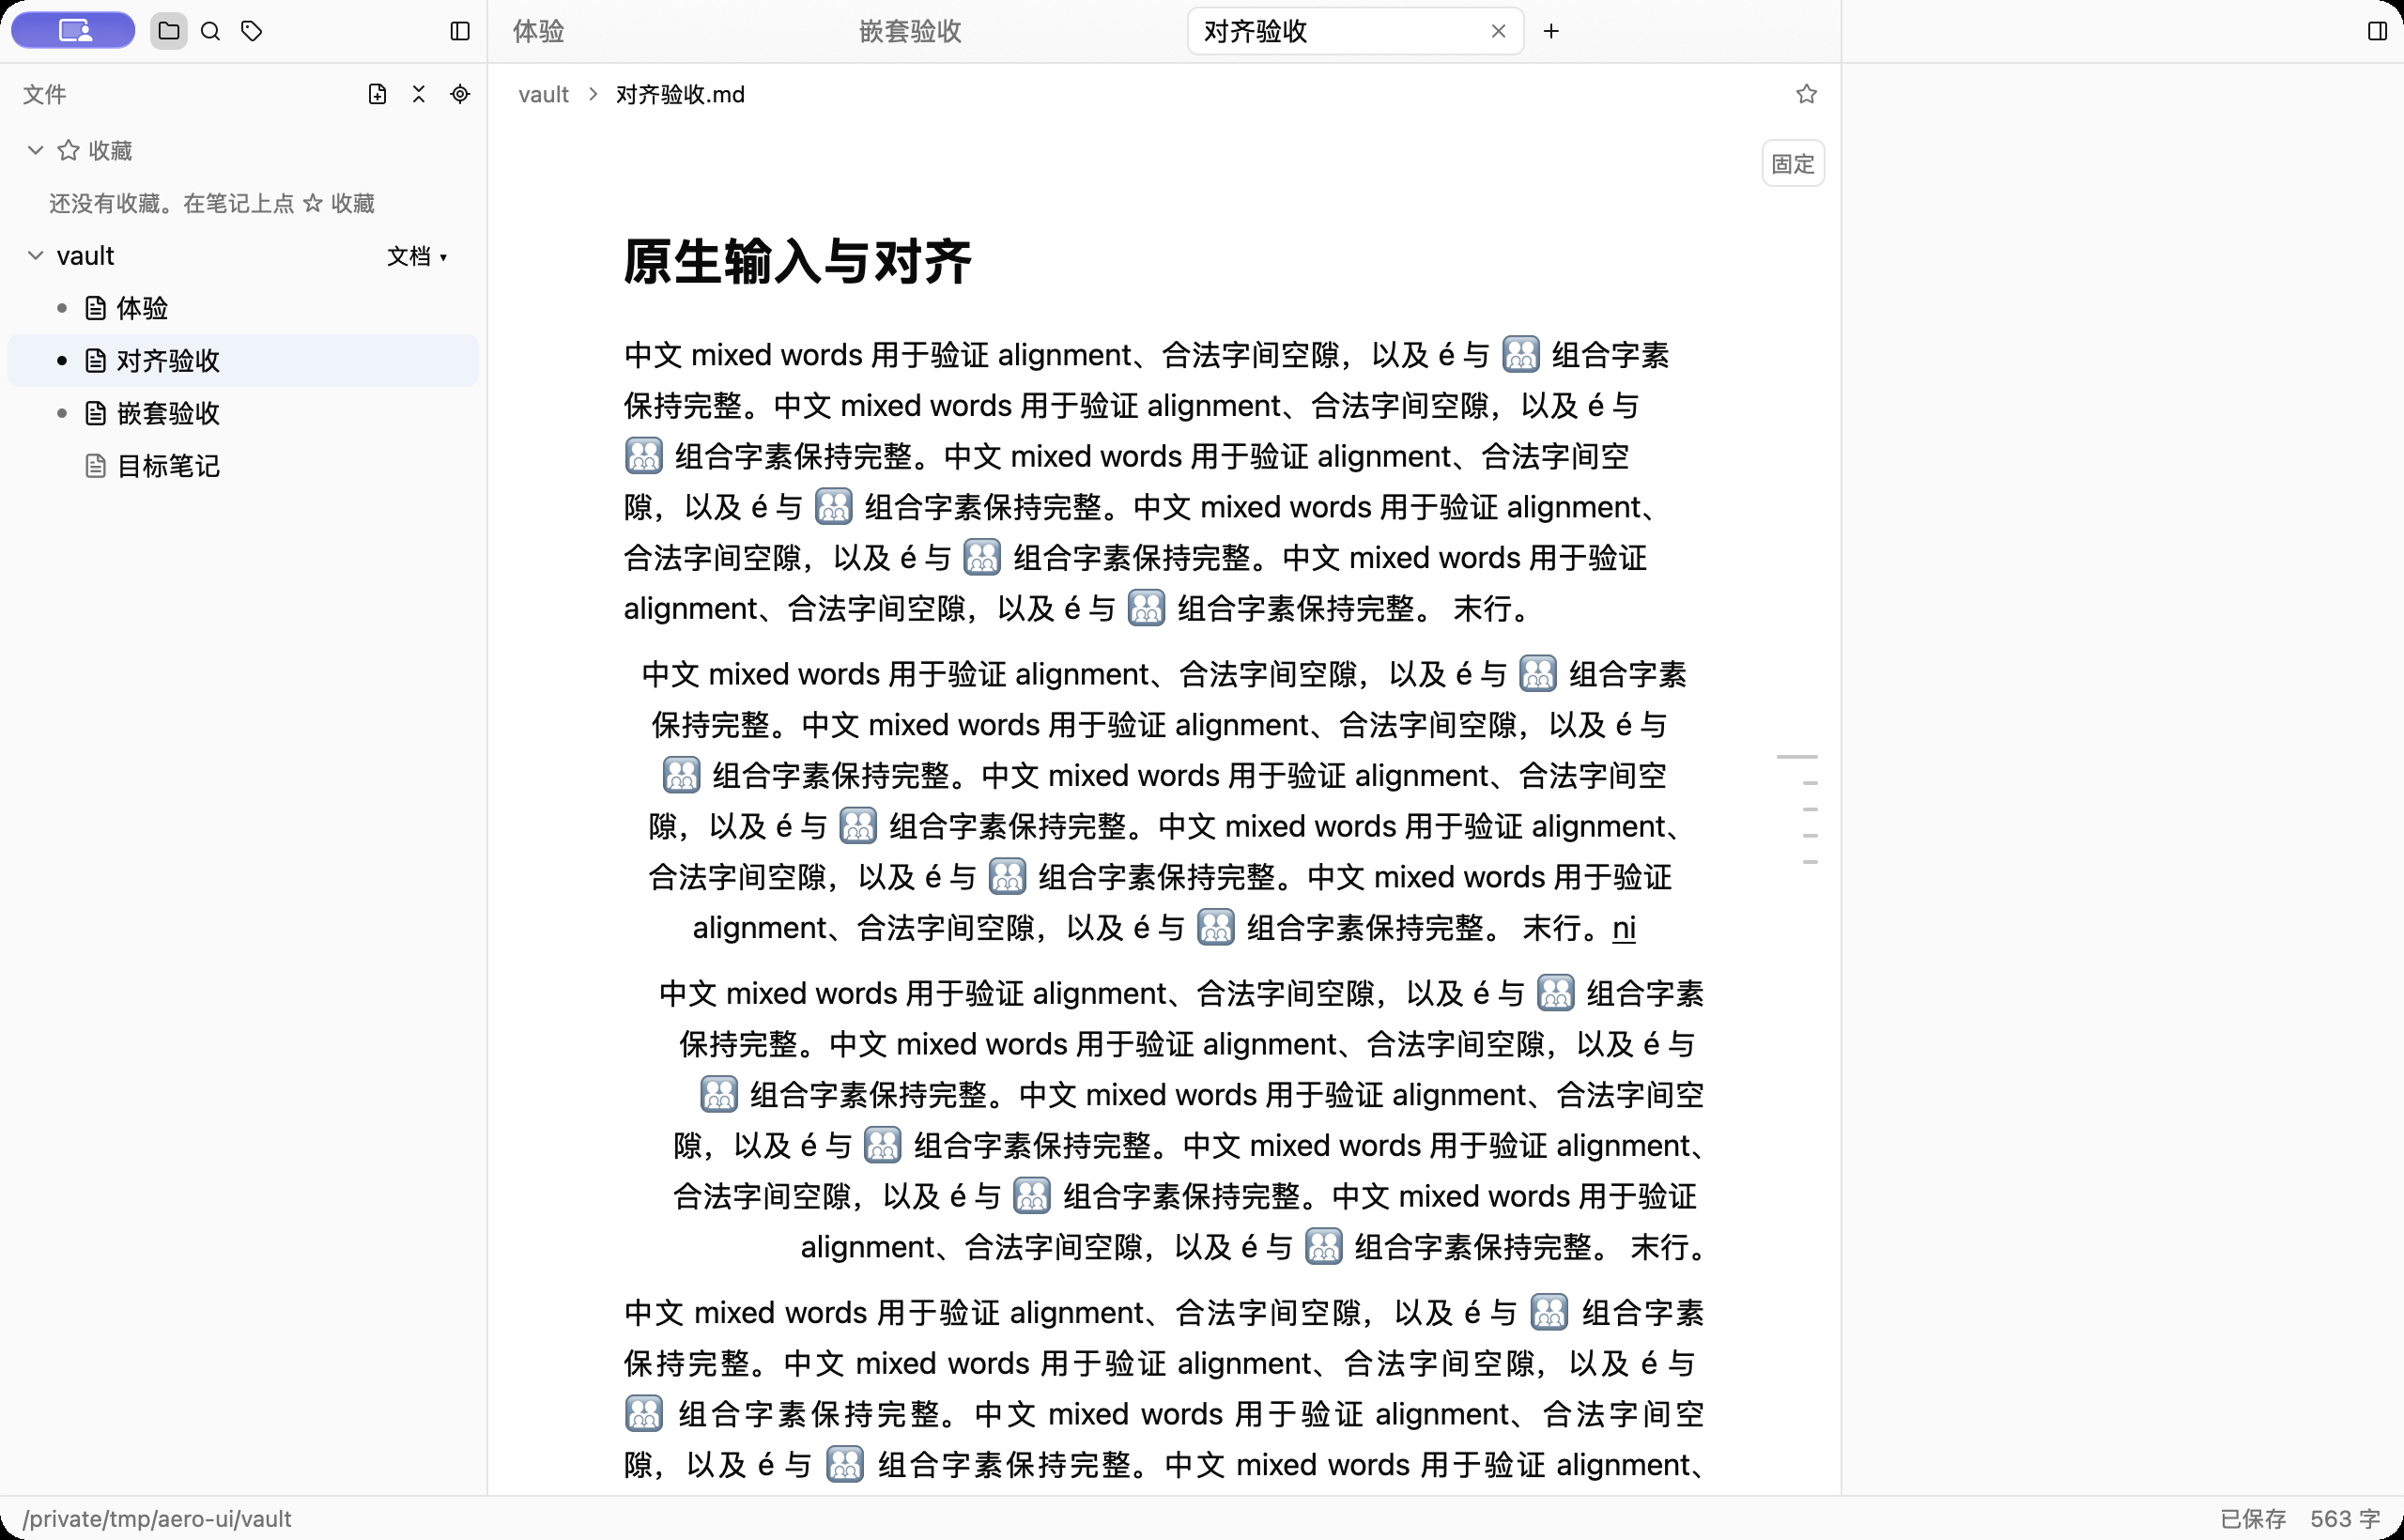 体验
嵌套验收
对齐验收
文件
vault
对齐验收.md
收藏
固定
还没有收藏。在笔记上点 ☆ 收藏
vault
文档
体验
对齐验收
嵌套验收
目标笔记
原生输入与对齐
中文 mixed words 用于验证 alignment、合法字间空隙，以及 é 与 👨‍👩‍👧‍👦 组合字素
保持完整。中文 mixed words 用于验证 alignment、合法字间空隙，以及 é 与
👨‍👩‍👧‍👦 组合字素保持完整。中文 mixed words 用于验证 alignment、合法字间空
隙，以及 é 与 👨‍👩‍👧‍👦 组合字素保持完整。中文 mixed words 用于验证 alignment、
合法字间空隙，以及 é 与 👨‍👩‍👧‍👦 组合字素保持完整。中文 mixed words 用于验证
alignment、合法字间空隙，以及 é 与 👨‍👩‍👧‍👦 组合字素保持完整。 末行。
中文 mixed words 用于验证 alignment、合法字间空隙，以及 é 与 👨‍👩‍👧‍👦 组合字素
保持完整。中文 mixed words 用于验证 alignment、合法字间空隙，以及 é 与
👨‍👩‍👧‍👦 组合字素保持完整。中文 mixed words 用于验证 alignment、合法字间空
隙，以及 é 与 👨‍👩‍👧‍👦 组合字素保持完整。中文 mixed words 用于验证 alignment、
合法字间空隙，以及 é 与 👨‍👩‍👧‍👦 组合字素保持完整。中文 mixed words 用于验证
alignment、合法字间空隙，以及 é 与 👨‍👩‍👧‍👦 组合字素保持完整。 末行。ni
中文 mixed words 用于验证 alignment、合法字间空隙，以及 é 与 👨‍👩‍👧‍👦 组合字素
保持完整。中文 mixed words 用于验证 alignment、合法字间空隙，以及 é 与
👨‍👩‍👧‍👦 组合字素保持完整。中文 mixed words 用于验证 alignment、合法字间空
隙，以及 é 与 👨‍👩‍👧‍👦 组合字素保持完整。中文 mixed words 用于验证 alignment、
合法字间空隙，以及 é 与 👨‍👩‍👧‍👦 组合字素保持完整。中文 mixed words 用于验证
alignment、合法字间空隙，以及 é 与 👨‍👩‍👧‍👦 组合字素保持完整。 末行。
中文 mixed words 用于验证 alignment、合法字间空隙，以及 é 与 👨‍👩‍👧‍👦 组合字素
保持完整。中文 mixed words 用于验证 alignment、合法字间空隙，以及 é 与
👨‍👩‍👧‍👦 组合字素保持完整。中文 mixed words 用于验证 alignment、合法字间空
隙，以及 é 与 👨‍👩‍👧‍👦 组合字素保持完整。中文 mixed words 用于验证 alignment、
/private/tmp/aero-ui/vault
已保存
563 字